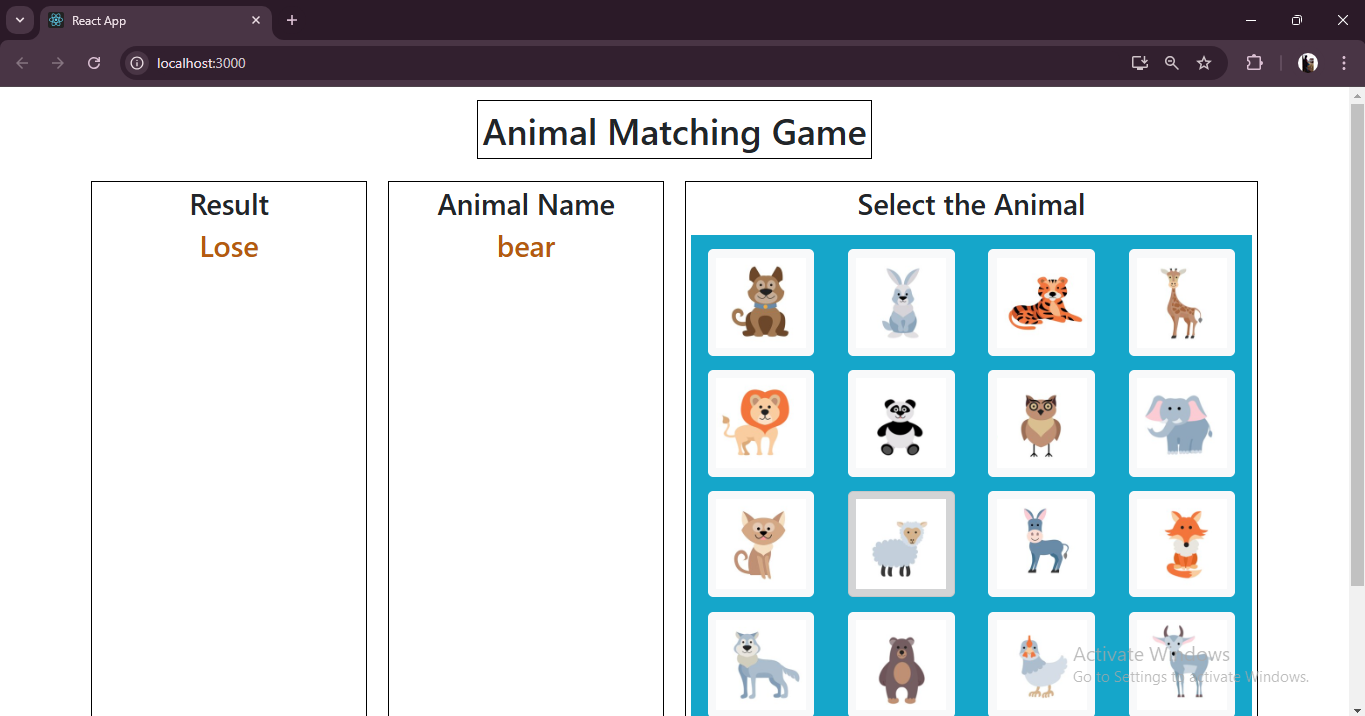 React App
localhost:3000
Animal Matching Game
Result
Lose
Animal Name
bear
Select the Animal
Activate Windows
Go to Settings to activate Windows.